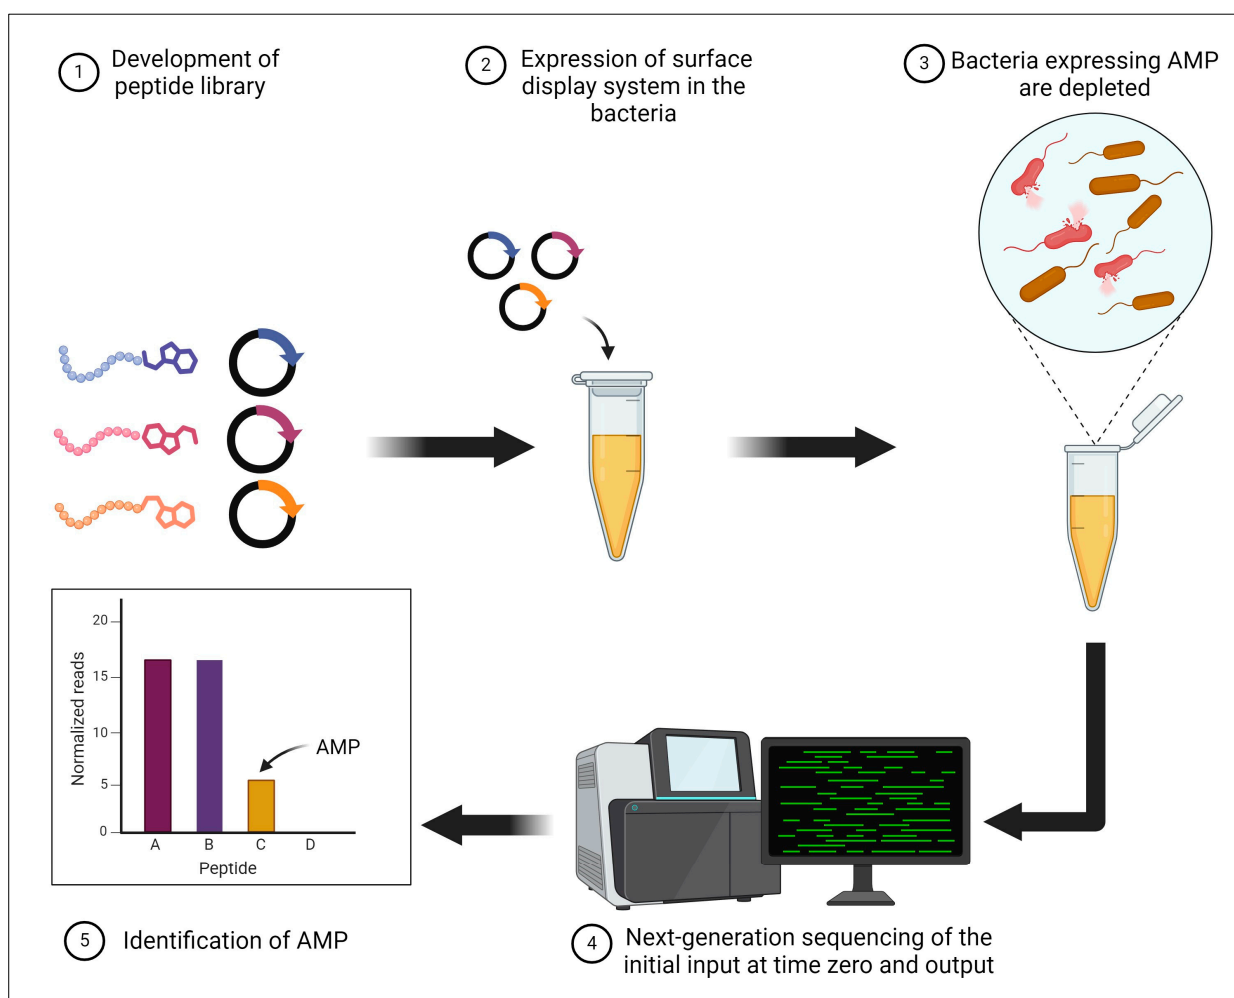 1
Development of
peptide library
2
Expression of surface
display system in the
bacteria
3
Bacteria expressing AMP
are depleted
Normalized reads
20
15
10
5
0
AMP
A B C D
Peptide
5
Identification of AMP
4
Next-generation sequencing of the
initial input at time zero and output